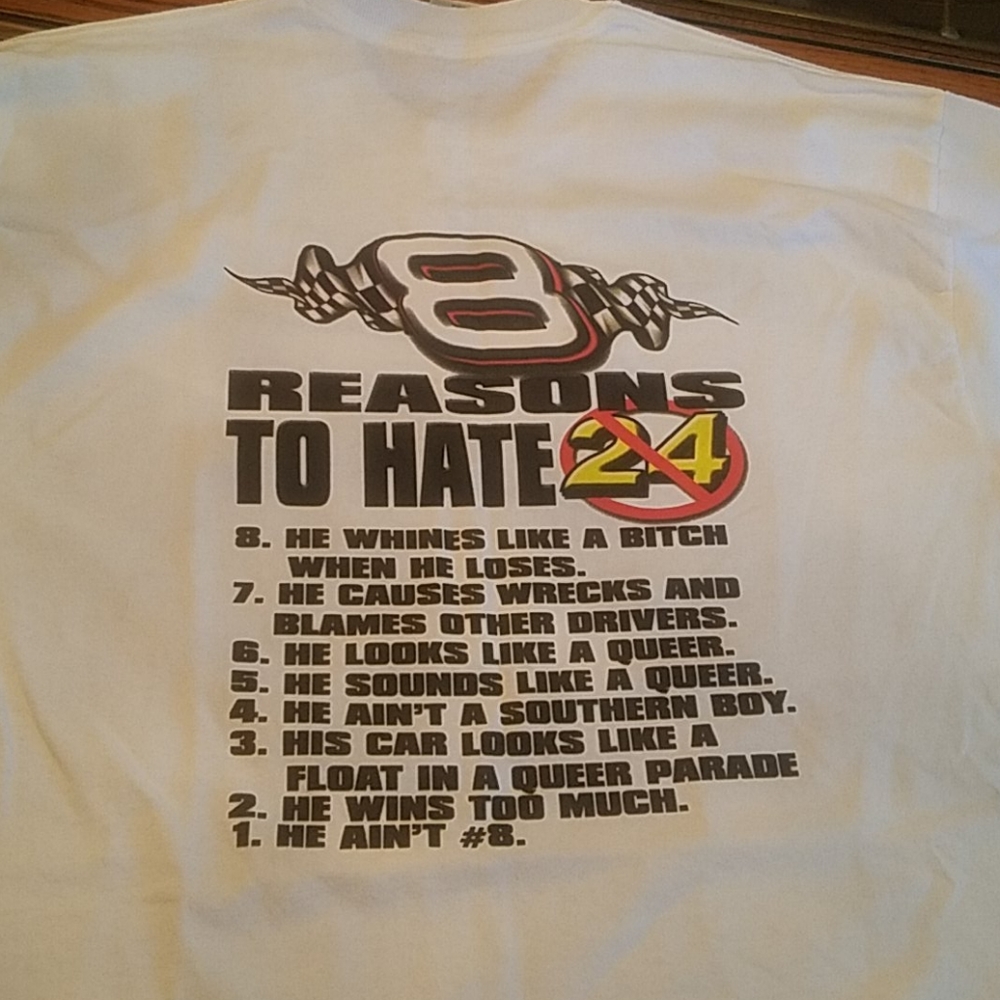 8
REASONS
TO HATE 24
8. HE WHINES LIKE A BITCH
WHEN HE LOSES.
7. HE CAUSES WRECKS AND
BLAMES OTHER DRIVERS.
6. HE LOOKS LIKE A QUEER.
5. HE SOUNDS LIKE A QUEER.
4. HE AIN'T A SOUTHERN BOY.
3. HIS CAR LOOKS LIKE A
FLOAT IN A QUEER PARADE
2. HE WINS TOO MUCH.
1. HE AIN'T #8.